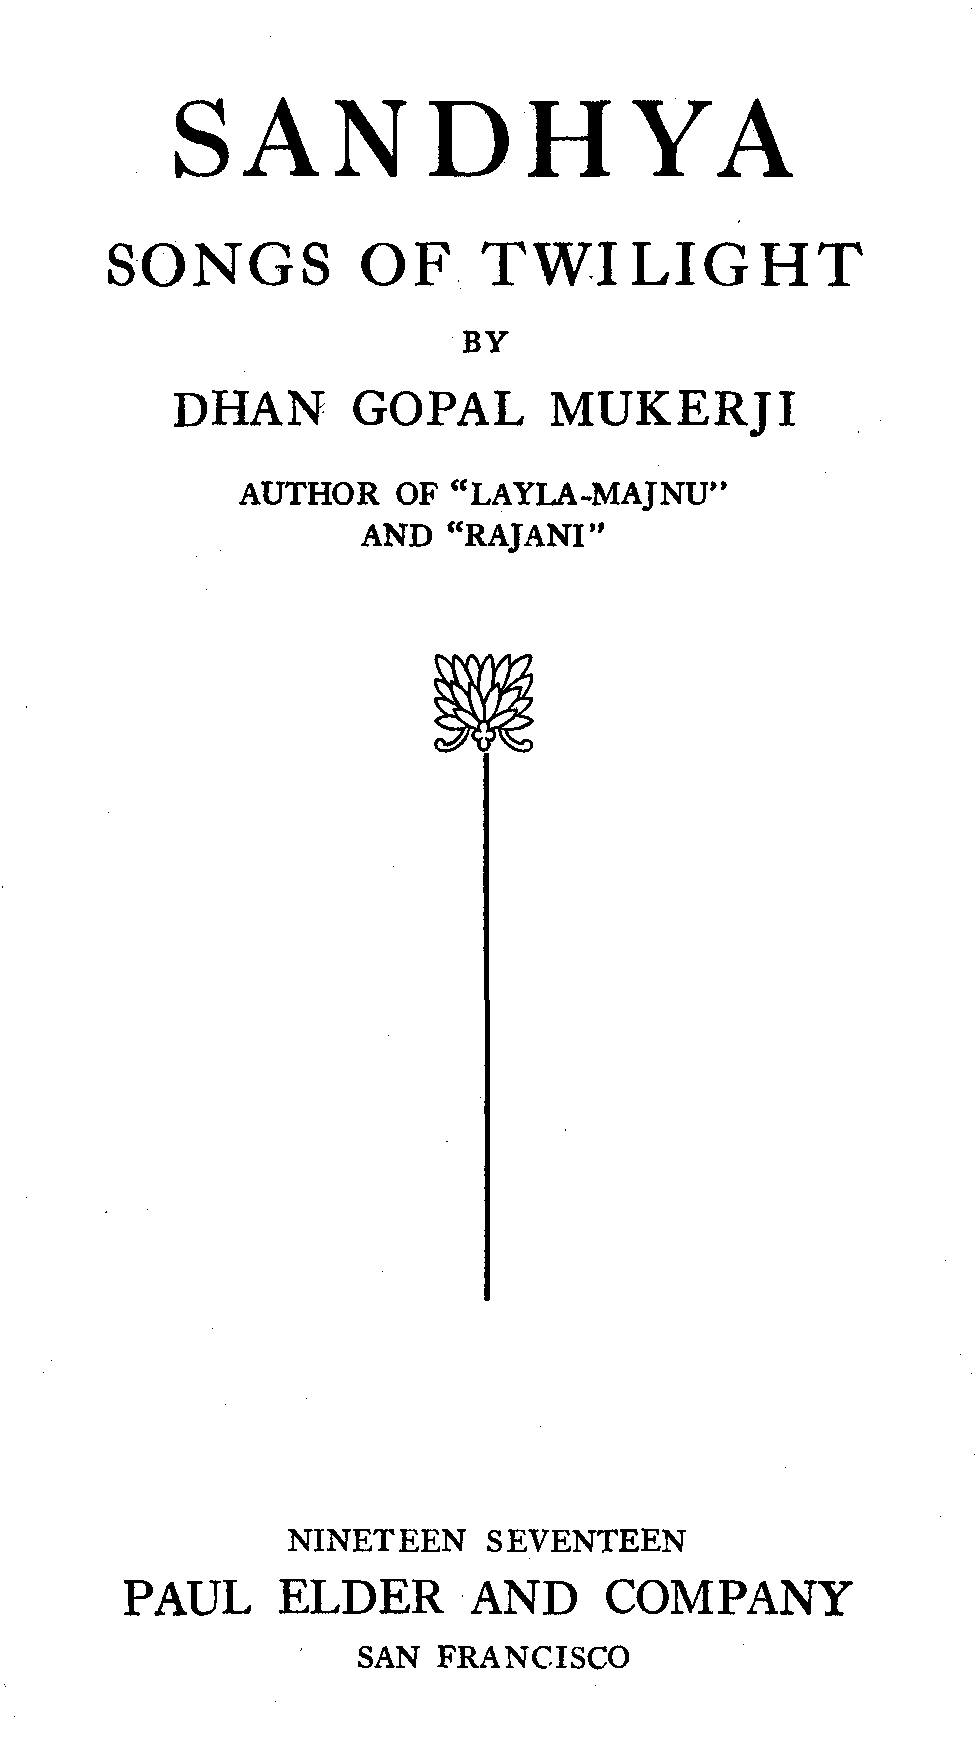 SANDHYA
SONGS OF TWILIGHT
BY
DHAN GOPAL MUKERJI
AUTHOR OF “LAYLA-MAJNU”
AND “RAJANI”
NINETEEN SEVENTEEN
PAUL ELDER AND COMPANY
SAN FRANCISCO